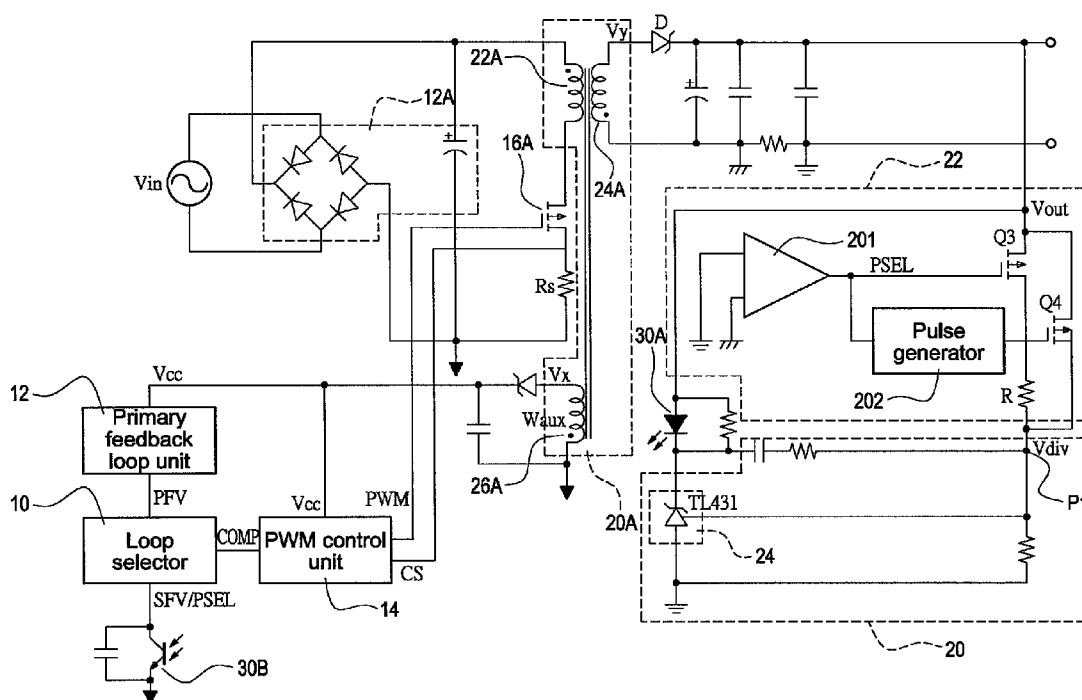 Vy
D
22A
12A
16A
24A
22
Vin
Vout
201
Q3
PSEL
Rs
Q4
30A
Pulse
generator
Vcc
Vx
12
202
R
Primary
feedback
loop unit
Waux
Vdiv
26A
10
PFV
Vcc
PWM
20A
TL431
Loop
selector
COMP
PWM control
unit
CS
24
SFV/PSEL
14
30B
20